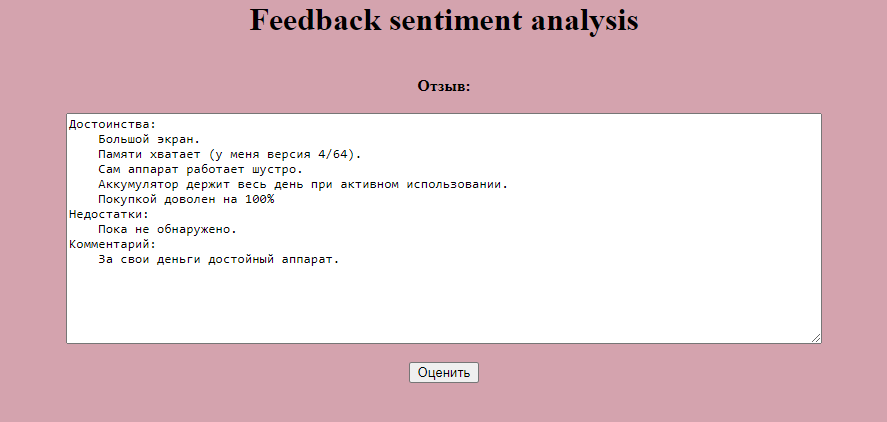 Feedback sentiment analysis
Отзыв:
Достоинства:
Большой экран.
Памяти хватает (у меня версия 4/64).
Сам аппарат работает шустро.
Аккумулятор держит весь день при активном использовании.
Покупкой доволен на 100%
Недостатки:
Пока не обнаружено.
Комментарий:
За свои деньги достойный аппарат.
Оценить